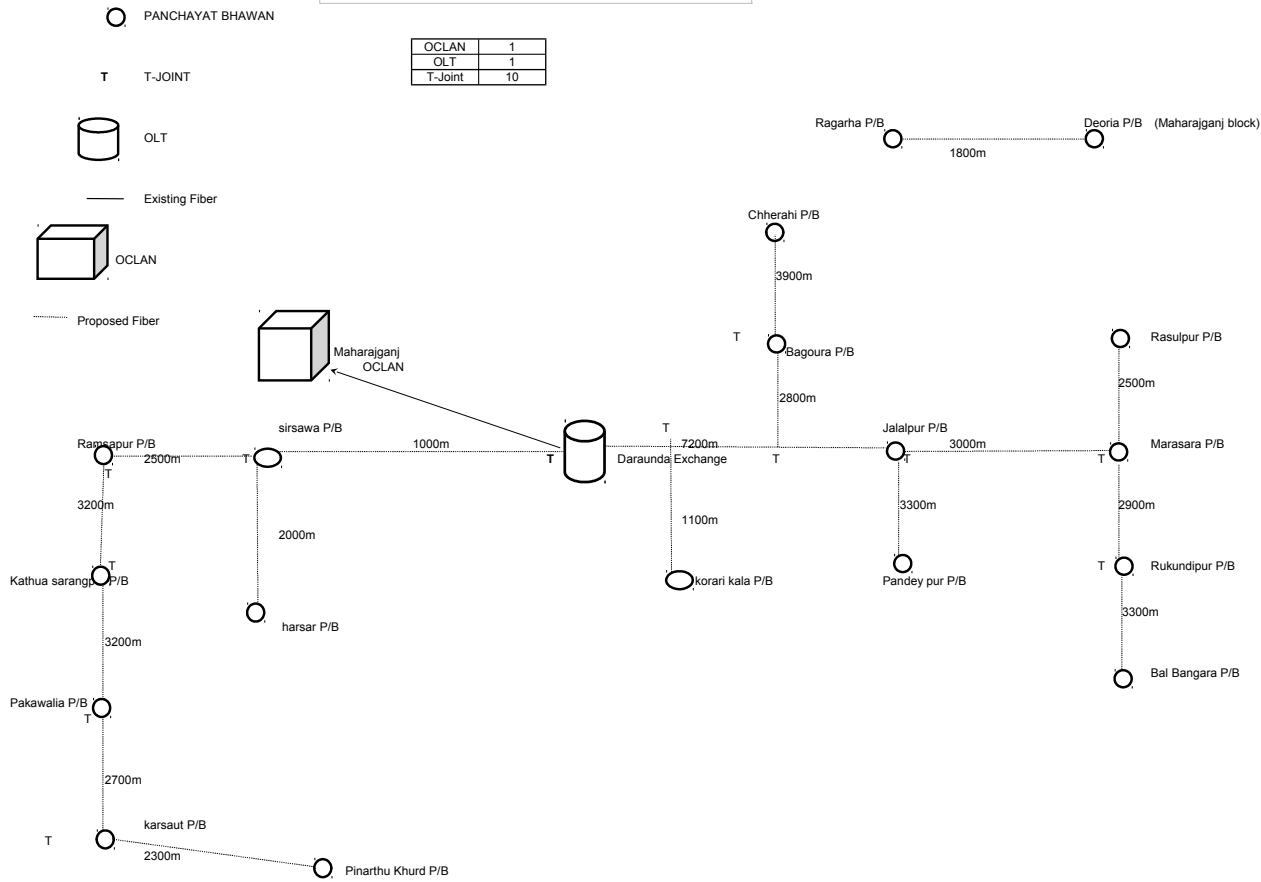 PANCHAYAT BHAWAN
T T-JOINT
OLT
Existing Fiber
OCLAN
Proposed Fiber
OCLAN 1
OLT 1
T-Joint 10
Ragarha P/B
Deoria P/B (Maharajganj block)
1800m
Chherahi P/B
3900m
T
Bagoura P/B
2800m
Rasulpur P/B
2500m
Maharajganj
OCLAN
sirsawa P/B
Ramsapur P/B
2500m
T
1000m
T
Daraunda Exchange
T
7200m
T
Jalalpur P/B
T
3000m
T
Marasara P/B
T
3200m
2000m
1100m
3300m
2900m
Kathua sarangp P/B
T
harsar P/B
korari kala P/B
Pandey pur P/B
T
Rukundipur P/B
3300m
3200m
Bal Bangara P/B
Pakawalia P/B
T
2700m
karsaut P/B
T
2300m
Pinarthu Khurd P/B